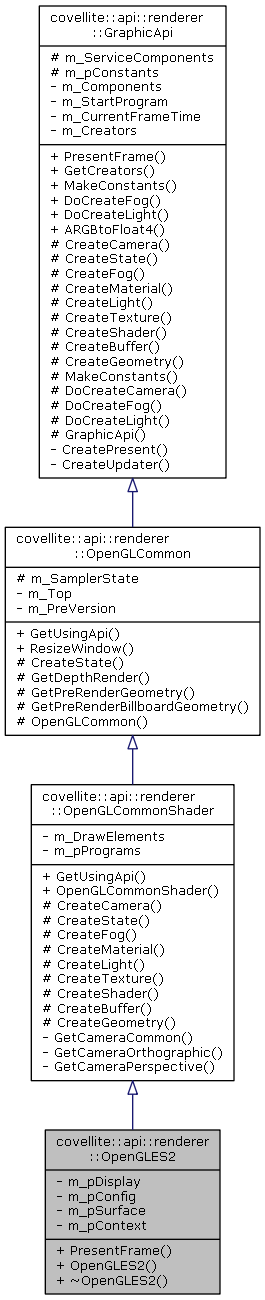 covellite::api::renderer
::GraphicApi
# m_ServiceComponents
# m_pConstants
- m_Components
- m_StartProgram
- m_CurrentFrameTime
- m_Creators
+ PresentFrame()
+ GetCreators()
+ MakeConstants()
+ DoCreateFog()
+ DoCreateLight()
+ ARGBtoFloat4()
# CreateCamera()
# CreateState()
# CreateFog()
# CreateMaterial()
# CreateLight()
# CreateTexture()
# CreateShader()
# CreateBuffer()
# CreateGeometry()
# MakeConstants()
# DoCreateCamera()
# DoCreateFog()
# DoCreateLight()
# GraphicApi()
- CreatePresent()
- CreateUpdater()
covellite::api::renderer
::OpenGLCommon
# m_SamplerState
- m_Top
- m_PreVersion
+ GetUsingApi()
+ ResizeWindow()
# CreateState()
# GetDepthRender()
# GetPreRenderGeometry()
# GetPreRenderBillboardGeometry()
# OpenGLCommon()
covellite::api::renderer
::OpenGLCommonShader
- m_DrawElements
- m_pPrograms
+ GetUsingApi()
+ OpenGLCommonShader()
# CreateCamera()
# CreateState()
# CreateFog()
# CreateMaterial()
# CreateLight()
# CreateTexture()
# CreateShader()
# CreateBuffer()
# CreateGeometry()
- GetCameraCommon()
- GetCameraOrthographic()
- GetCameraPerspective()
covellite::api::renderer
::OpenGLES2
- m_pDisplay
- m_pConfig
- m_pSurface
- m_pContext
+ PresentFrame()
+ OpenGLES2()
+ ~OpenGLES2()